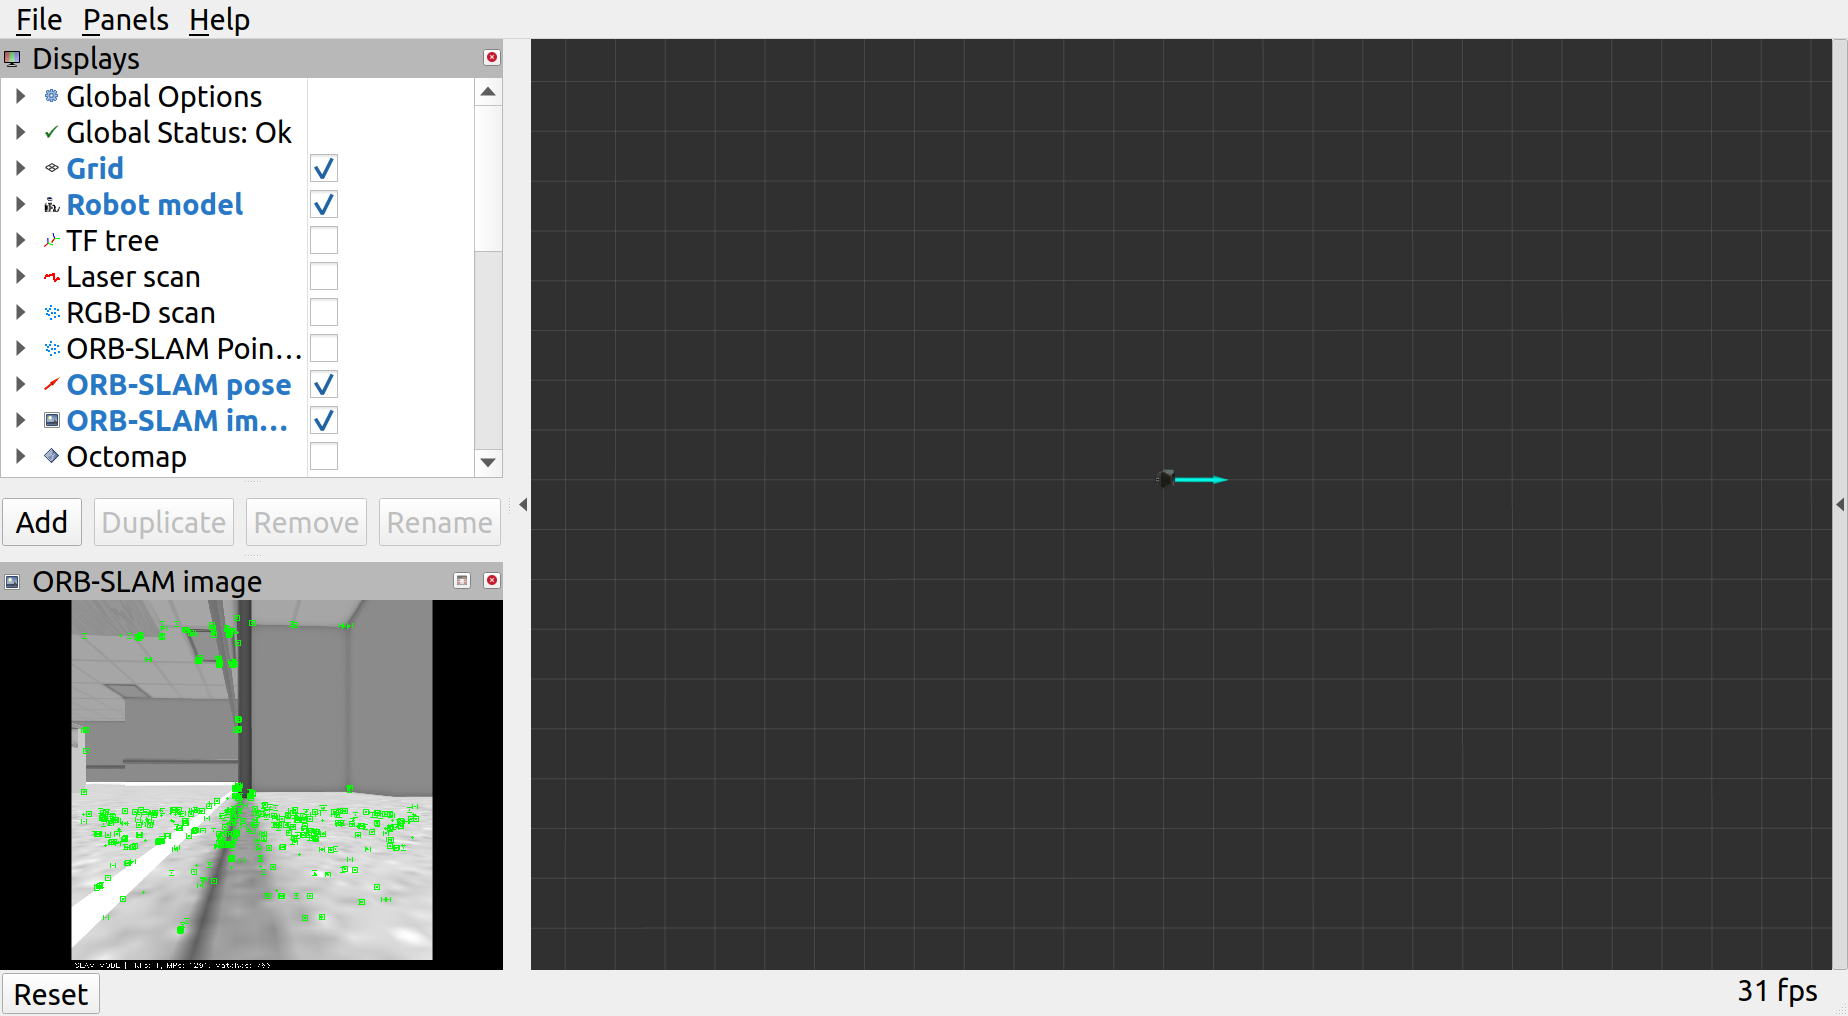 File Panels Help
Displays
Global Options
Global Status: Ok
Grid
Robot model
TF tree
Laser scan
RGB-D scan
ORB-SLAM Poin...
ORB-SLAM pose
ORB-SLAM im...
Octomap
Add Duplicate Remove Rename
ORB-SLAM image
SLAM MODE |
Reset
31 fps